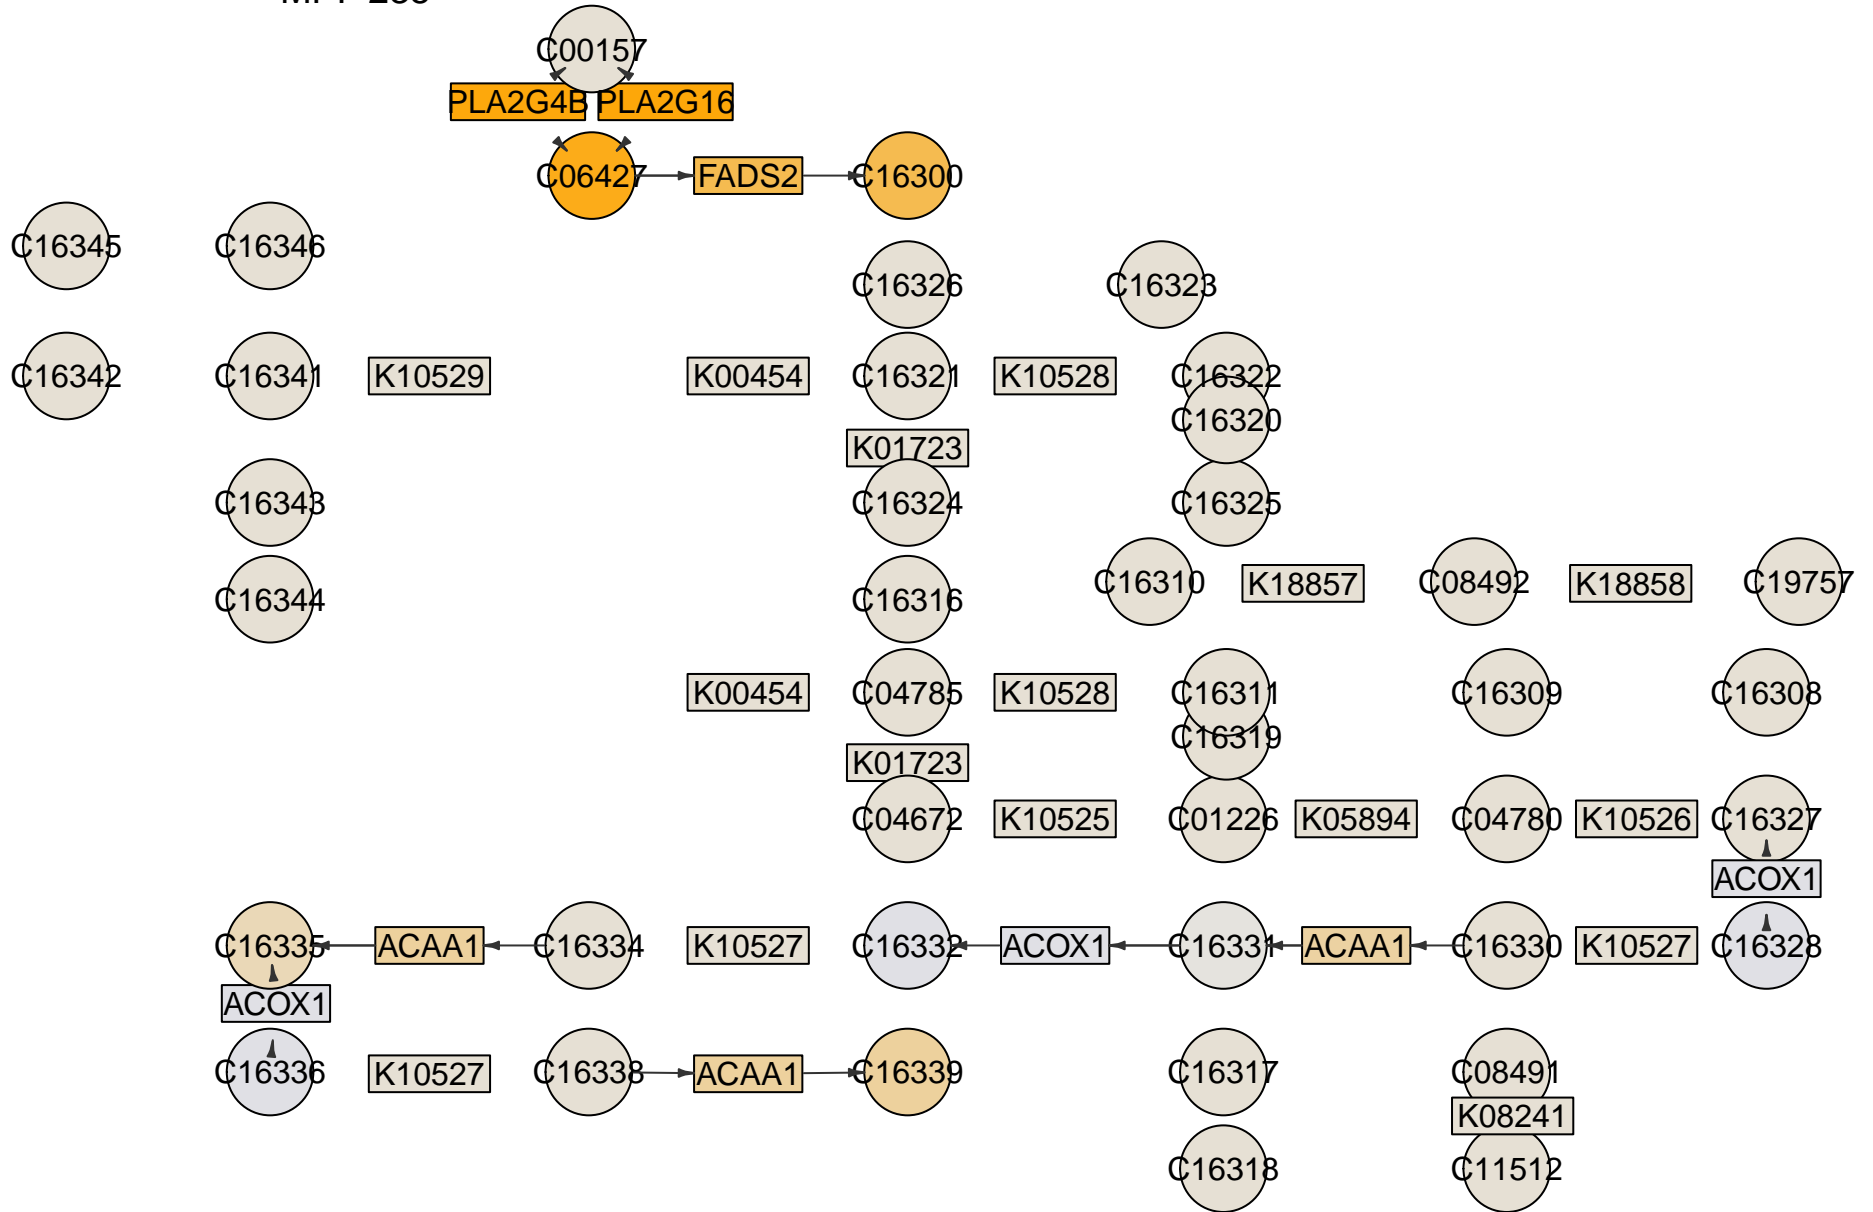 C00157
PLA2G4B PLA2G16
C06427 FADS2 C16300
C16345 C16346
C16326 C16323
C16342 C16341 K10529 K00454 C16321 K10528 C16322
C16320
K01723
C16343 C16324 C16325
C16310 K18857 C08492 K18858 C19757
C16344 C16316
K00454 C04785 K10528 C16311 C16309 C16308
C16319
K01723
C04672 K10525 C01226 K05894 C04780 K10526 C16327
ACOX1
C16335 ACAA1 C16334 K10527 C16332 ACOX1 C16331 ACAA1 C16330 K10527 C16328
ACOX1
C16336 K10527 C16338 ACAA1 C16339 C16317 C08491
K08241
C16318 C11512